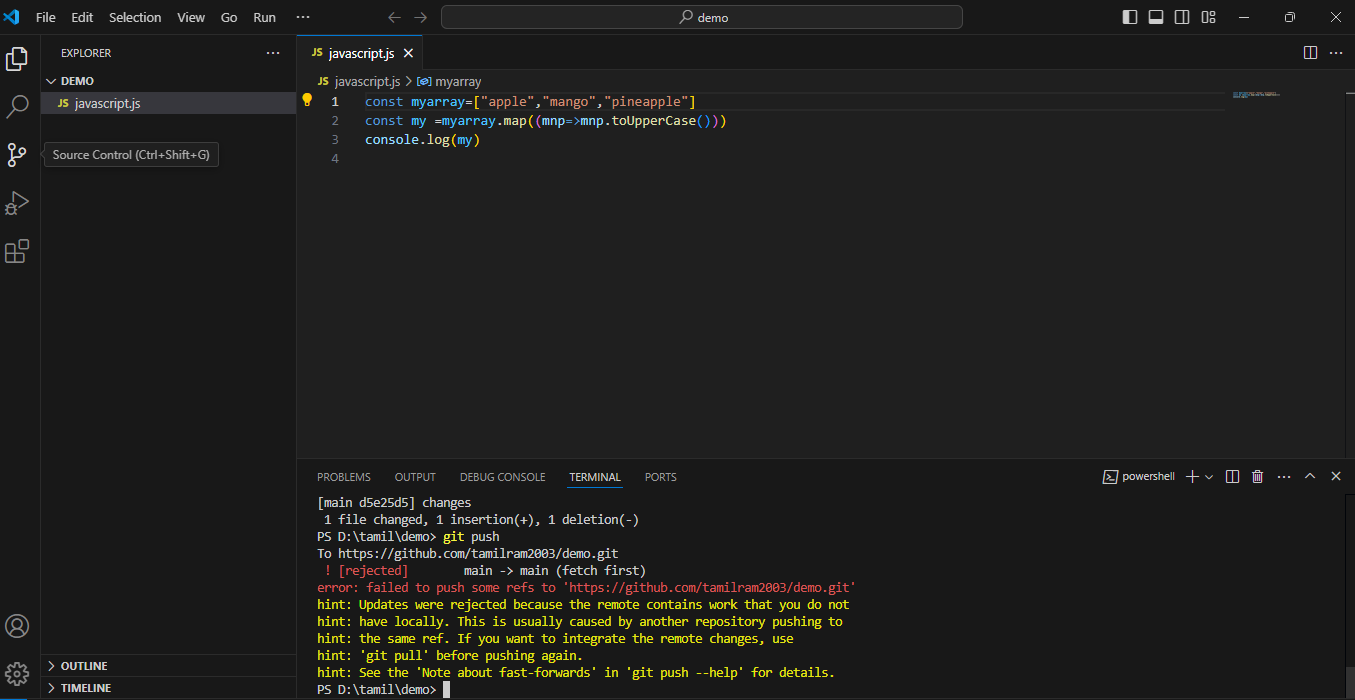 File Edit Selection View Go Run ···
demo
EXPLORER ···
DEMO
JS javascript.js
Source Control (Ctrl+Shift+G)
OUTLINE
TIMELINE
JS javascript.js
JS javascript.js > myarray
1 const myarray=["apple","mango","pineapple"]
2 const my =myarray.map((mnp=>mnp.toUpperCase()))
3 console.log(my)
4
PROBLEMS OUTPUT DEBUG CONSOLE TERMINAL PORTS
powershell
[main d5e25d5] changes
1 file changed, 1 insertion(+), 1 deletion(-)
PS D:\tamil\demo> git push
To https://github.com/tamilram2003/demo.git
! [rejected] main -> main (fetch first)
error: failed to push some refs to 'https://github.com/tamilram2003/demo.git'
hint: Updates were rejected because the remote contains work that you do not
hint: have locally. This is usually caused by another repository pushing to
hint: the same ref. If you want to integrate the remote changes, use
hint: 'git pull' before pushing again.
hint: See the 'Note about fast-forwards' in 'git push --help' for details.
PS D:\tamil\demo>